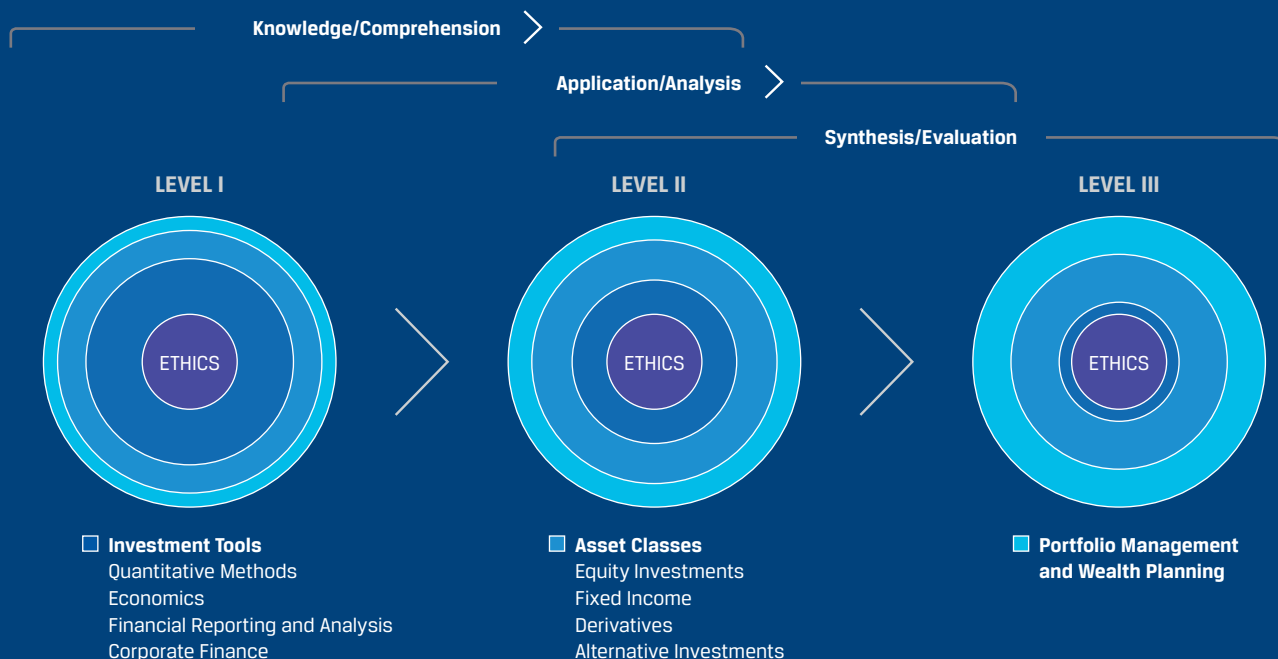 Knowledge/Comprehension
Application/Analysis
Synthesis/Evaluation
LEVEL I
LEVEL II
LEVEL III
ETHICS
ETHICS
ETHICS
Investment Tools
Quantitative Methods
Economics
Financial Reporting and Analysis
Corporate Finance
Asset Classes
Equity Investments
Fixed Income
Derivatives
Alternative Investments
Portfolio Management
and Wealth Planning